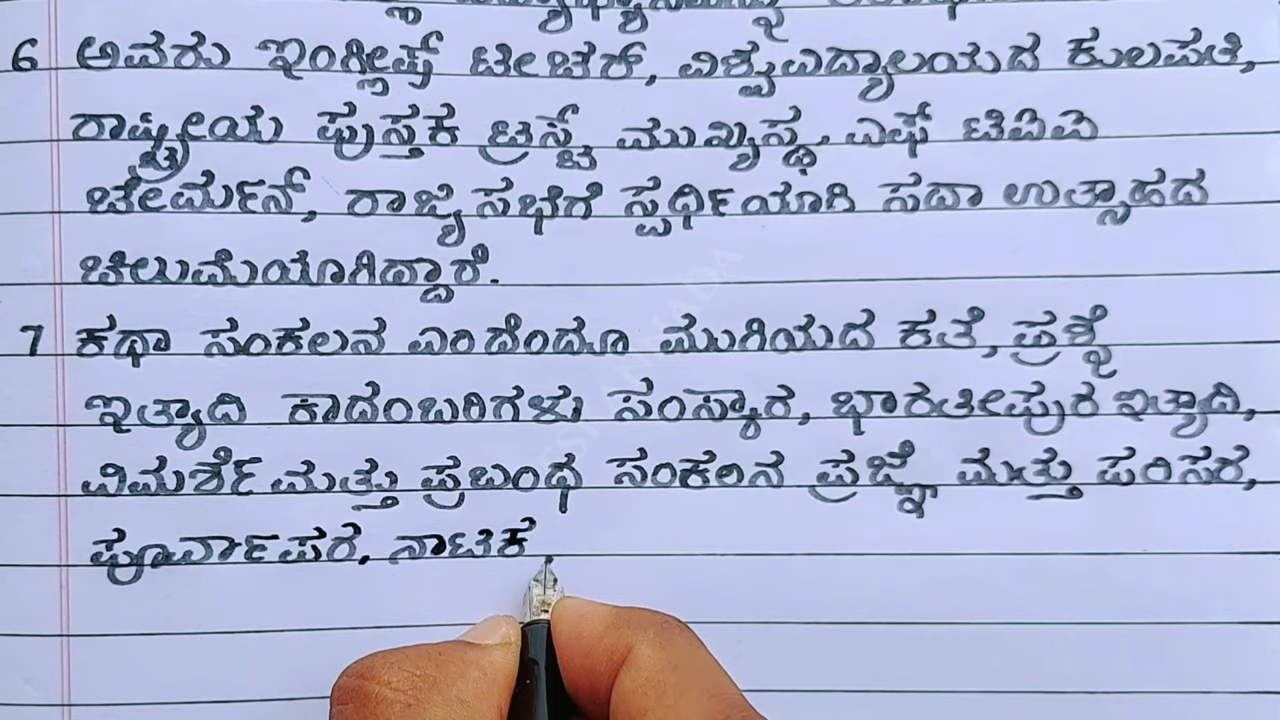 6 ಅವರು ಇಂಗ್ಲೀಷ್ ಟೀಚರ್, ವಿಶ್ವವಿದ್ಯಾಲಯದ ಕುಲಪತಿ,
ರಾಷ್ಟ್ರೀಯ ಪುಸ್ತಕ ಟ್ರಸ್ಟ್ ಮುಖ್ಯಸ್ಥ, ಎಫ್ ಟಿಪಿಪಿ
ಚೇರ್ಮನ್, ರಾಜ್ಯಸಭೆಗೆ ಸ್ಪರ್ಧಿಯಾಗಿ ಸದಾ ಉತ್ಸಾಹದ
ಚಿಲುಮೆಯಾಗಿದ್ದಾರೆ.
7 ಕಥಾ ಸಂಕಲನ ಎಂದೆಂದೂ ಮುಗಿಯದ ಕತೆ, ಪ್ರಶ್ನೆ
ಇತ್ಯಾದಿ ಕಾದಂಬರಿಗಳು ಸಂಸ್ಕಾರ, ಭಾರತೀಪುರ ಇತ್ಯಾದಿ,
ವಿಮರ್ಶೆ ಮತ್ತು ಪ್ರಬಂಧ ಸಂಕಲನ ಪ್ರಜ್ಞೆ ಮತ್ತು ಪರಿಸರ,
ಪೂರ್ವಾಪರ, ನಾಟಕ